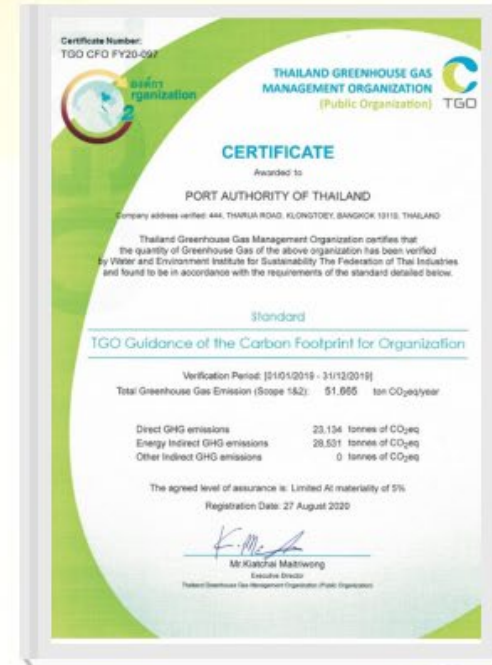 Certificate Number:
TGO CFO FY20-097
องค์กร
rganization
2
THAILAND GREENHOUSE GAS
MANAGEMENT ORGANIZATION
(Public Organization)
TGO
CERTIFICATE
Awarded to
PORT AUTHORITY OF THAILAND
Company address verified: 444, THARUA ROAD, KLONGTOEY, BANGKOK 10110, THAILAND
Thailand Greenhouse Gas Management Organization certifies that
the quantity of Greenhouse Gas of the above organization has been verified
by Water and Environment Institute for Sustainability The Federation of Thai Industries
and found to be in accordance with the requirements of the standard detailed below.
Standard
TGO Guidance of the Carbon Footprint for Organization
Verification Period: [01/01/2019 - 31/12/2019]
Total Greenhouse Gas Emission (Scope 1&2): 51,665 ton CO2eq/year
Direct GHG emissions 23,134 tonnes of CO2eq
Energy Indirect GHG emissions 28,531 tonnes of CO2eq
Other Indirect GHG emissions 0 tonnes of CO2eq
The agreed level of assurance is: Limited At materiality of 5%
Registration Date: 27 August 2020
Mr.Kiatchai Maitriwong
Executive Director
Thailand Greenhouse Gas Management Organization (Public Organization)